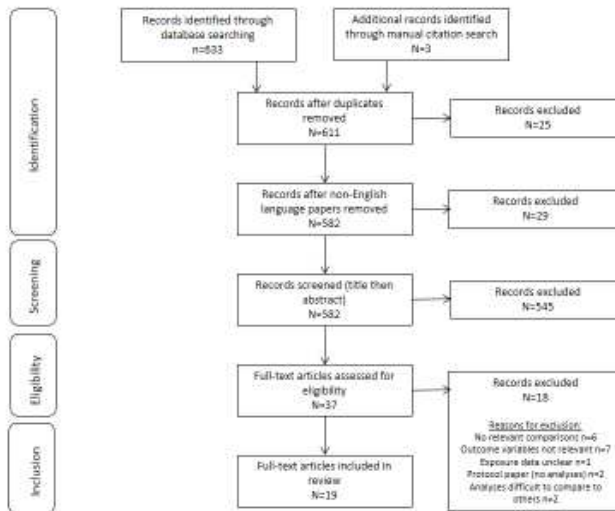 Records identified through
database searching
n=633
Additional records identified
through manual citation search
N=3
Identification
Records after duplicates
removed
N=611
Records excluded
N=25
Records after non-English
language papers removed
N=582
Records excluded
N=29
Screening
Records screened (title then
abstract)
N=582
Records excluded
N=545
Eligibility
Full-text articles assessed for
eligibility
N=37
Records excluded
N=18
Reasons for exclusion:
No relevant comparisons n=6
Outcome variables not relevant n=7
Exposure data unclear n=1
Protocol paper (no analyses) n=2
Analyses difficult to compare to
others n=2
Inclusion
Full-text articles included in
review
N=19